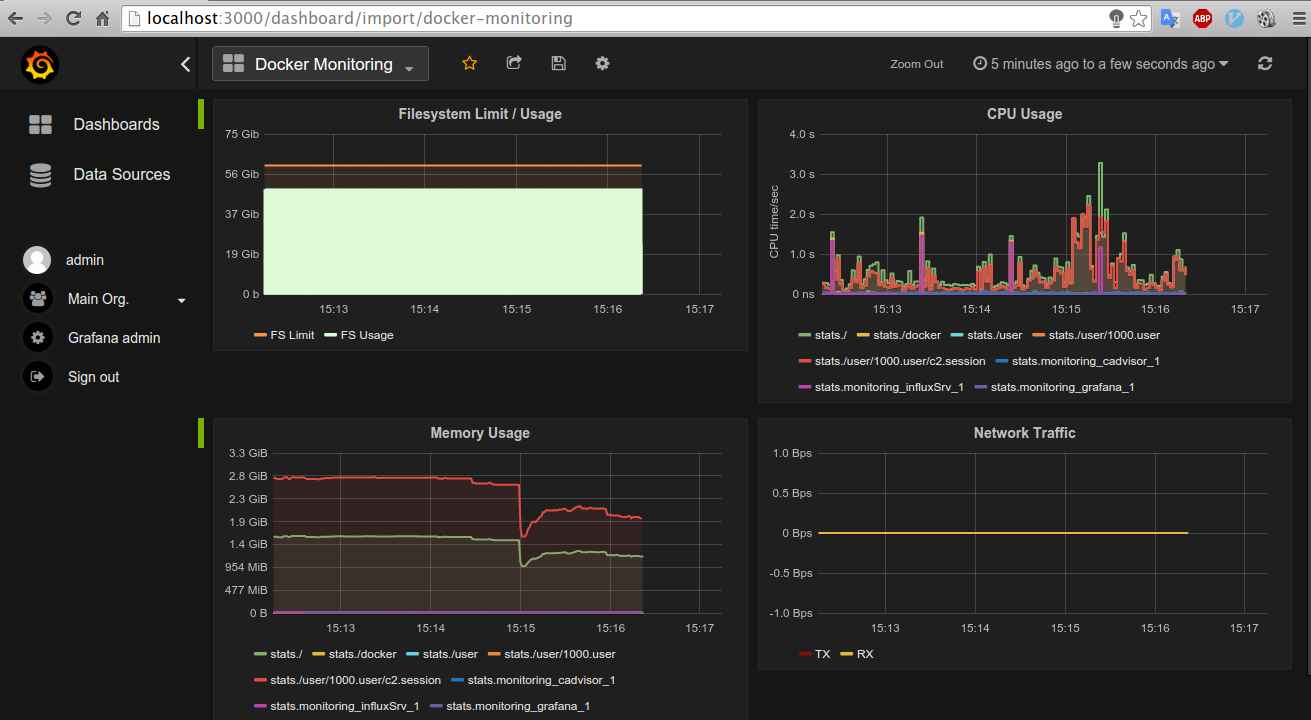 localhost:3000/dashboard/import/docker-monitoring
ABP
Docker Monitoring
Zoom Out
5 minutes ago to a few seconds ago
Dashboards
Data Sources
admin
Main Org.
Grafana admin
Sign out
Filesystem Limit / Usage
75 Gib
56 Gib
37 Gib
19 Gib
0 b
15:13 15:14 15:15 15:16 15:17
FS Limit FS Usage
CPU Usage
CPU time/sec
4.0 s
3.0 s
2.0 s
1.0 s
0 ns
15:13 15:14 15:15 15:16 15:17
stats./ stats./docker stats./user stats./user/1000.user
stats./user/1000.user/c2.session stats.monitoring_cadvisor_1
stats.monitoring_influxSrv_1 stats.monitoring_grafana_1
Memory Usage
3.3 GiB
2.8 GiB
2.3 GiB
1.9 GiB
1.4 GiB
954 MiB
477 MiB
0 B
15:13 15:14 15:15 15:16 15:17
stats./ stats./docker stats./user stats./user/1000.user
stats./user/1000.user/c2.session stats.monitoring_cadvisor_1
stats.monitoring_influxSrv_1 stats.monitoring_grafana_1
Network Traffic
1.0 Bps
0.5 Bps
0 Bps
-0.5 Bps
-1.0 Bps
15:13 15:14 15:15 15:16 15:17
TX RX